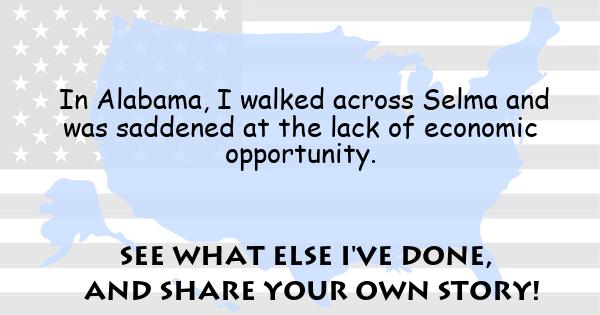 In Alabama, I walked across Selma and
was saddened at the lack of economic
opportunity.
SEE WHAT ELSE I'VE DONE,
AND SHARE YOUR OWN STORY!